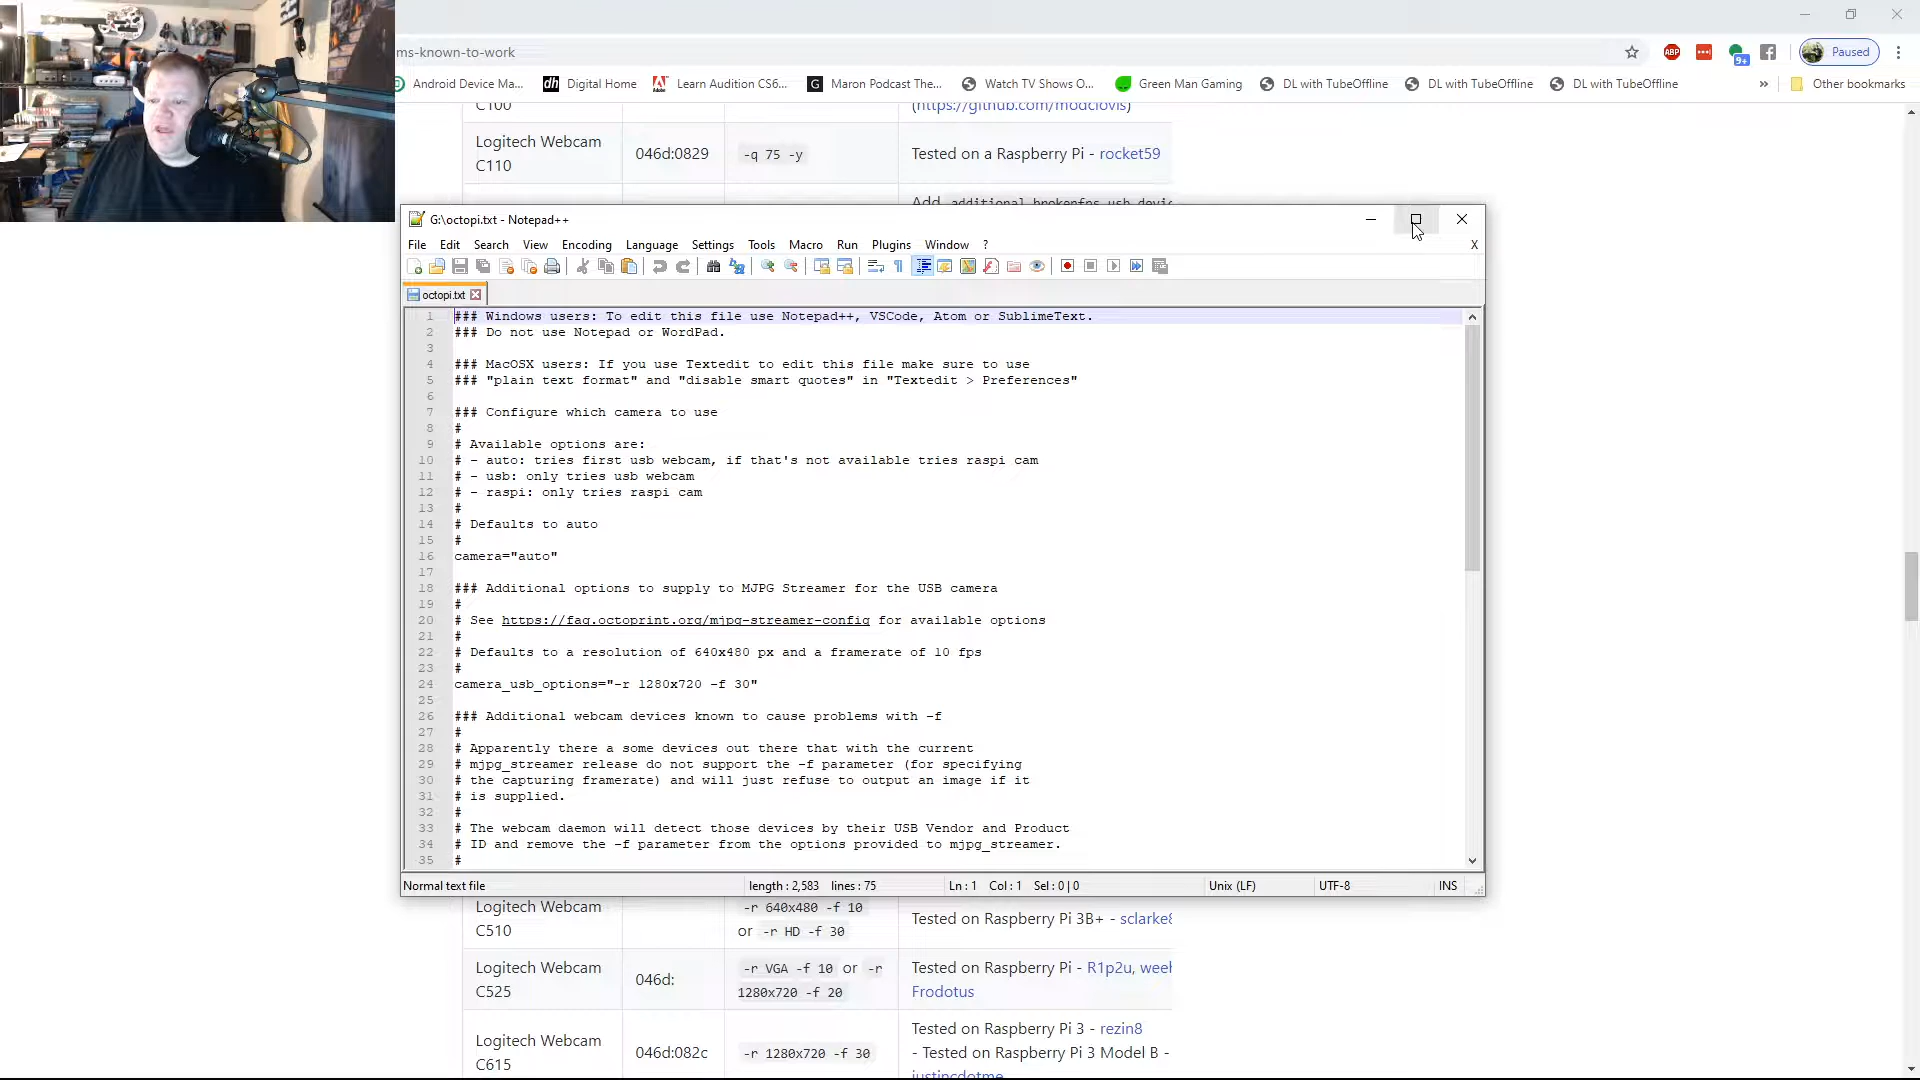 ms-known-to-work
ABP
9+
Paused
Android Device Ma...
dh Digital Home
Learn Audition CS6...
G Maron Podcast The...
Watch TV Shows O...
Green Man Gaming
DL with TubeOffline
DL with TubeOffline
DL with TubeOffline
»
Other bookmarks
C100
(https://github.com/modclovis)
Logitech Webcam
C110
046d:0829
-q 75 -y
Tested on a Raspberry Pi - rocket59
Add additional_brokenfps_usb_devic
G:\octopi.txt - Notepad++
File Edit Search View Encoding Language Settings Tools Macro Run Plugins Window ? X
octopi.txt
1 ### Windows users: To edit this file use Notepad++, VSCode, Atom or SublimeText.
2 ### Do not use Notepad or WordPad.
3
4 ### MacOSX users: If you use Textedit to edit this file make sure to use
5 ### "plain text format" and "disable smart quotes" in "Textedit > Preferences"
6
7 ### Configure which camera to use
8 #
9 # Available options are:
10 # - auto: tries first usb webcam, if that's not available tries raspi cam
11 # - usb: only tries usb webcam
12 # - raspi: only tries raspi cam
13 #
14 # Defaults to auto
15 #
16 camera="auto"
17
18 ### Additional options to supply to MJPG Streamer for the USB camera
19 #
20 # See https://faq.octoprint.org/mjpg-streamer-config for available options
21 #
22 # Defaults to a resolution of 640x480 px and a framerate of 10 fps
23 #
24 camera_usb_options="-r 1280x720 -f 30"
25
26 ### Additional webcam devices known to cause problems with -f
27 #
28 # Apparently there a some devices out there that with the current
29 # mjpg_streamer release do not support the -f parameter (for specifying
30 # the capturing framerate) and will just refuse to output an image if it
31 # is supplied.
32 #
33 # The webcam daemon will detect those devices by their USB Vendor and Product
34 # ID and remove the -f parameter from the options provided to mjpg_streamer.
35 #
Normal text file length : 2,583 lines : 75 Ln : 1 Col : 1 Sel : 0 | 0 Unix (LF) UTF-8 INS
Logitech Webcam
C510
-r 640x480 -f 10
or -r HD -f 30
Tested on Raspberry Pi 3B+ - sclarke8
Logitech Webcam
C525
046d:
-r VGA -f 10 or -r
1280x720 -f 20
Tested on Raspberry Pi - R1p2u, weeh
Frodotus
Logitech Webcam
C615
046d:082c
-r 1280x720 -f 30
Tested on Raspberry Pi 3 - rezin8
- Tested on Raspberry Pi 3 Model B -
justincdotme